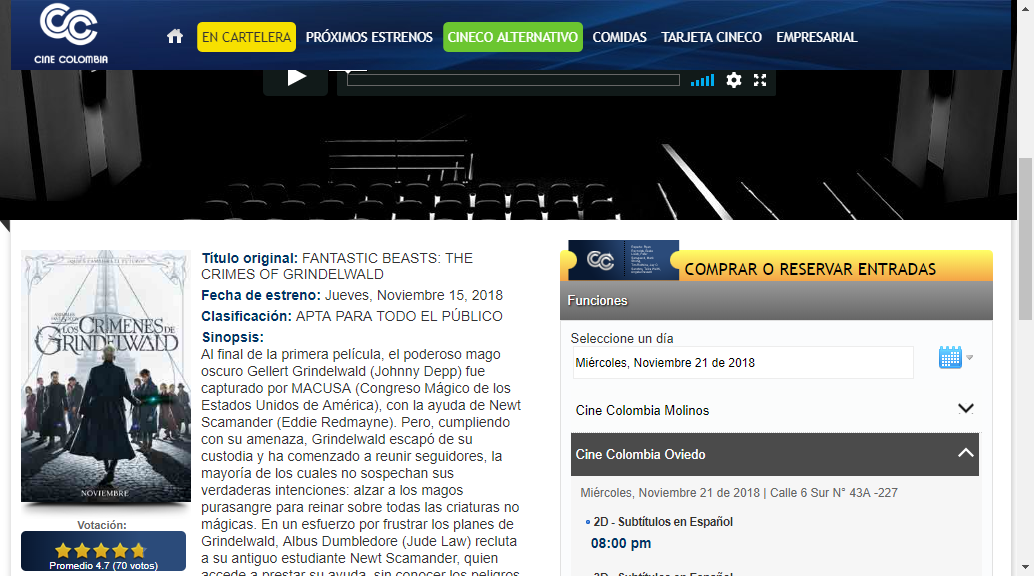 CINE COLOMBIA
EN CARTELERA
PRÓXIMOS ESTRENOS
CINECO ALTERNATIVO
COMIDAS
TARJETA CINECO
EMPRESARIAL
LOS CRÍMENES DE
GRINDELWALD
NOVIEMBRE
Votación:
Promedio 4.7 (70 votos)
Título original: FANTASTIC BEASTS: THE
CRIMES OF GRINDELWALD
Fecha de estreno: Jueves, Noviembre 15, 2018
Clasificación: APTA PARA TODO EL PÚBLICO
Sinopsis:
Al final de la primera película, el poderoso mago
oscuro Gellert Grindelwald (Johnny Depp) fue
capturado por MACUSA (Congreso Mágico de los
Estados Unidos de América), con la ayuda de Newt
Scamander (Eddie Redmayne). Pero, cumpliendo
con su amenaza, Grindelwald escapó de su
custodia y ha comenzado a reunir seguidores, la
mayoría de los cuales no sospechan sus
verdaderas intenciones: alzar a los magos
purasangre para reinar sobre todas las criaturas no
mágicas. En un esfuerzo por frustrar los planes de
Grindelwald, Albus Dumbledore (Jude Law) recluta
a su antiguo estudiante Newt Scamander, quien
accede a prestar su ayuda, sin conocer los peligros
COMPRAR O RESERVAR ENTRADAS
Funciones
Seleccione un día
Miércoles, Noviembre 21 de 2018
Cine Colombia Molinos
Cine Colombia Oviedo
Miércoles, Noviembre 21 de 2018 | Calle 6 Sur N° 43A -227
2D - Subtítulos en Español
08:00 pm
2D - Subtítulos en Español